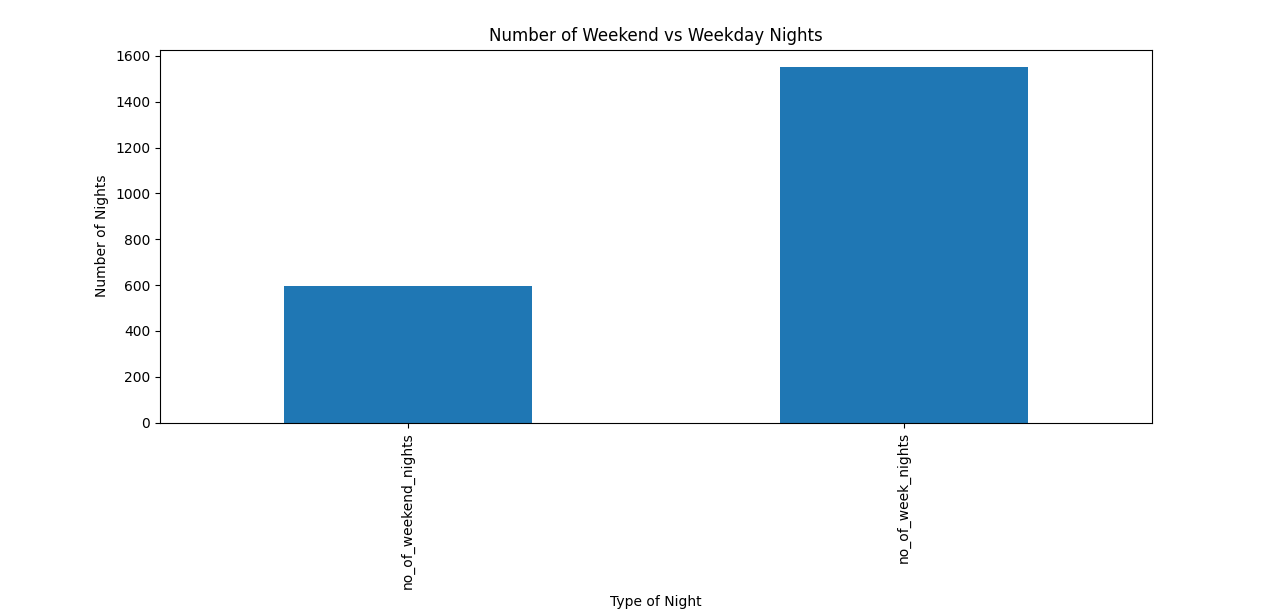 Number of Weekend vs Weekday Nights
Number of Nights
1600
1400
1200
1000
800
600
400
200
0
no_of_weekend_nights
no_of_week_nights
Type of Night